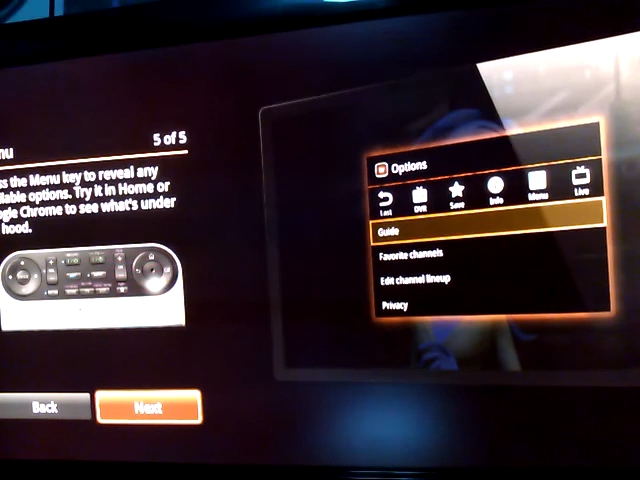 nu 5 of 5
ss the Menu key to reveal any
ilable options. Try it in Home or
ogle Chrome to see what's under
hood.
Back
Next
Options
Last DVR Save Info Menu Live
Guide
Favorite channels
Edit channel lineup
Privacy